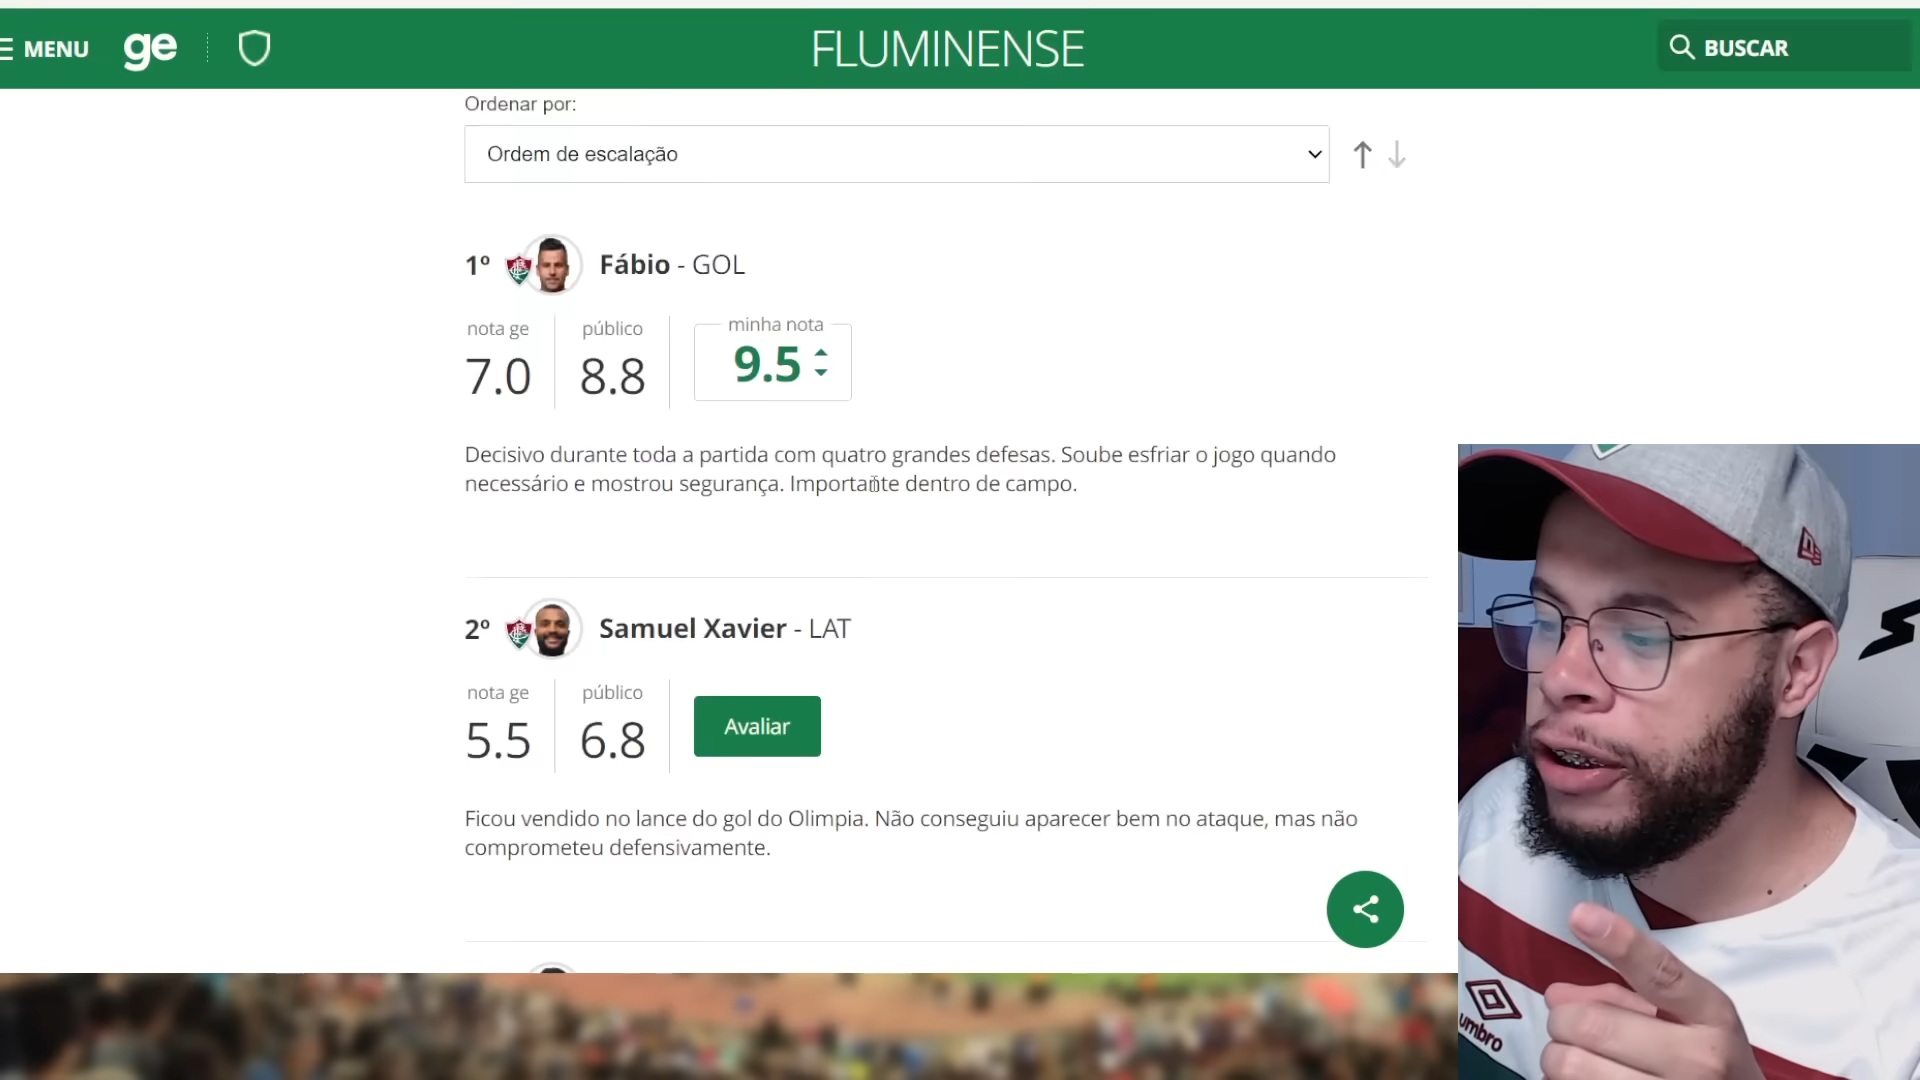 MENU
ge
FLUMINENSE
BUSCAR
Ordenar por:
Ordem de escalação
1º
Fábio - GOL
nota ge
público
minha nota
7.0
8.8
9.5
Decisivo durante toda a partida com quatro grandes defesas. Soube esfriar o jogo quando
necessário e mostrou segurança. Importante dentro de campo.
2º
Samuel Xavier - LAT
nota ge
público
5.5
6.8
Avaliar
Ficou vendido no lance do gol do Olimpia. Não conseguiu aparecer bem no ataque, mas não
comprometeu defensivamente.
umbro